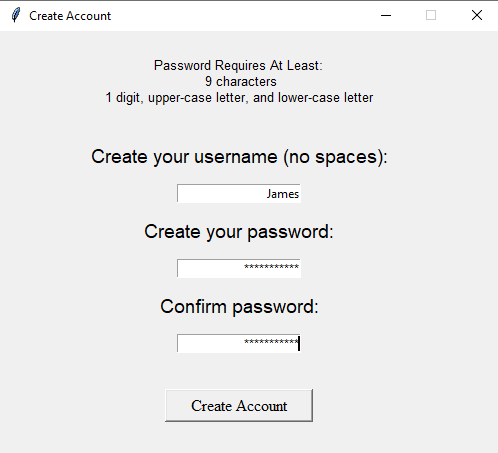 Create Account
Password Requires At Least:
9 characters
1 digit, upper-case letter, and lower-case letter
Create your username (no spaces):
James
Create your password:
***********
Confirm password:
***********
Create Account